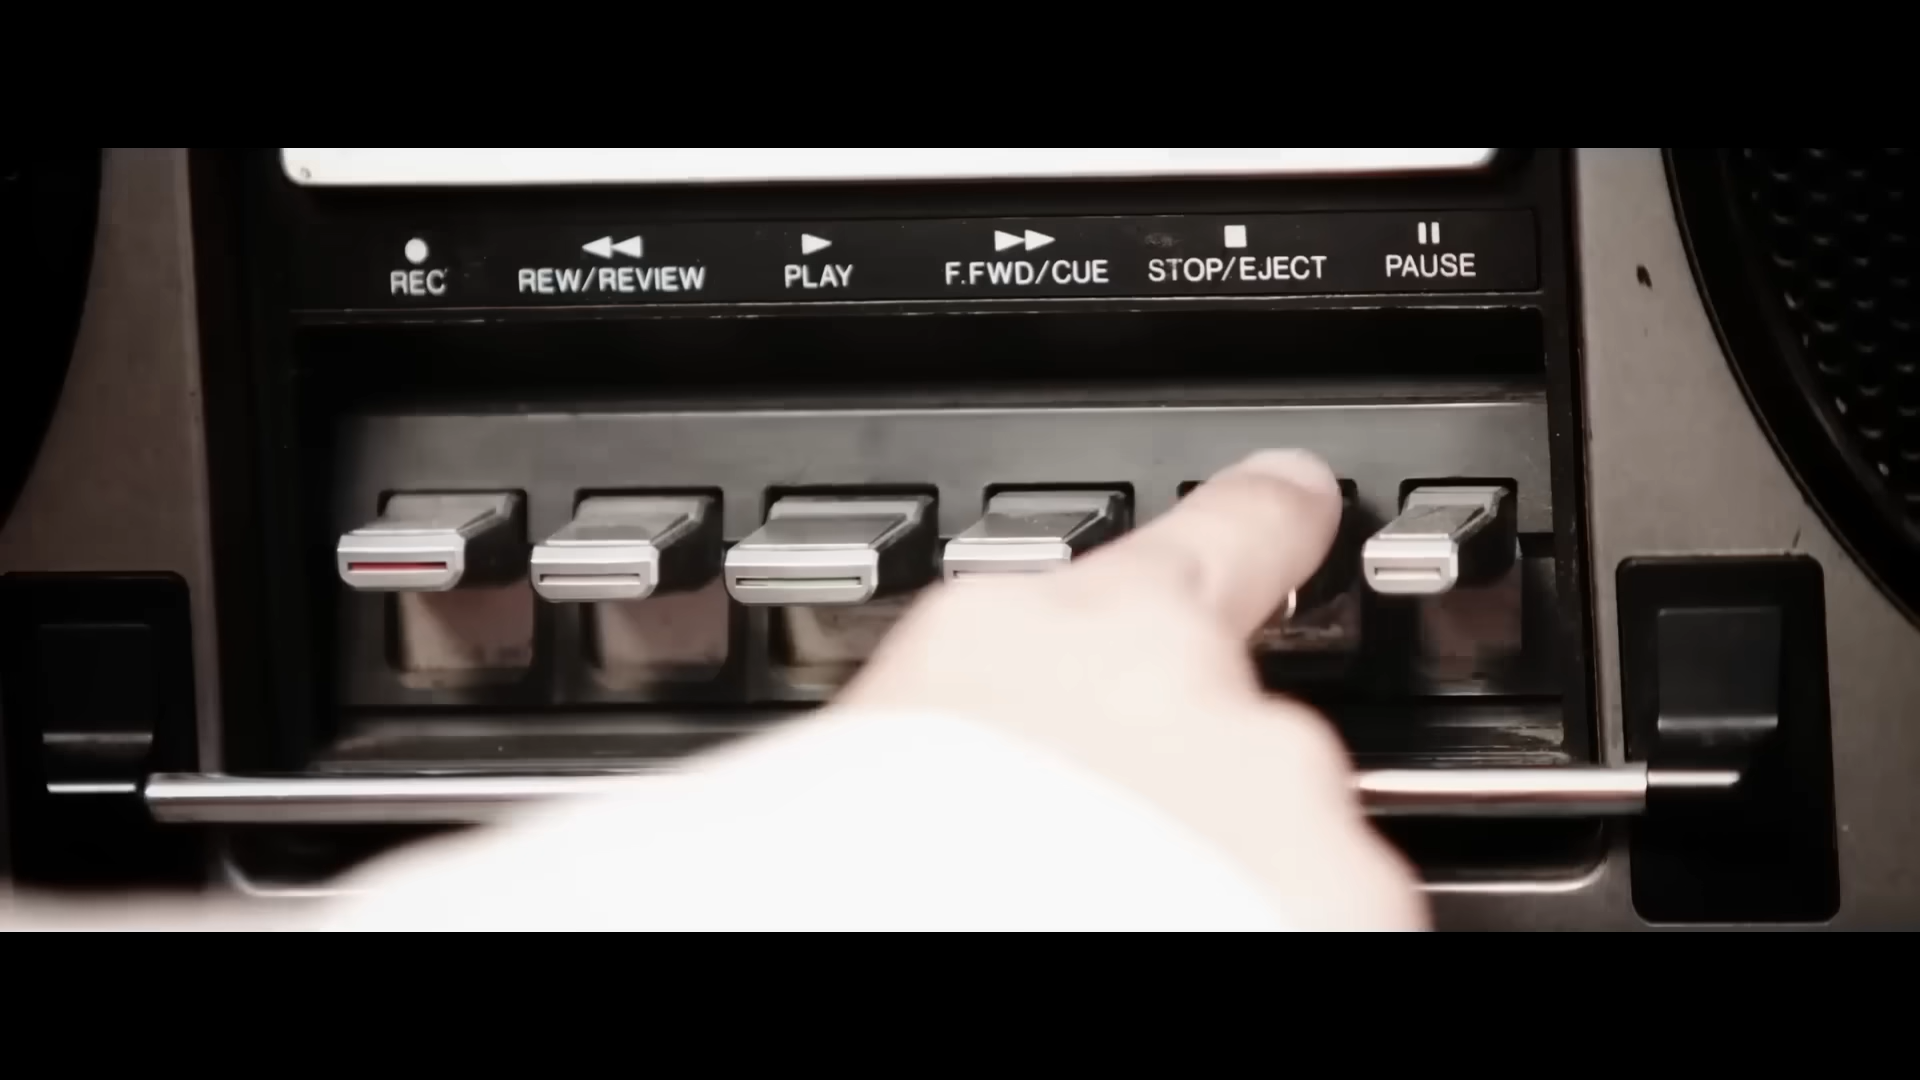 REC
REW/REVIEW
PLAY
F.FWD/CUE
STOP/EJECT
PAUSE